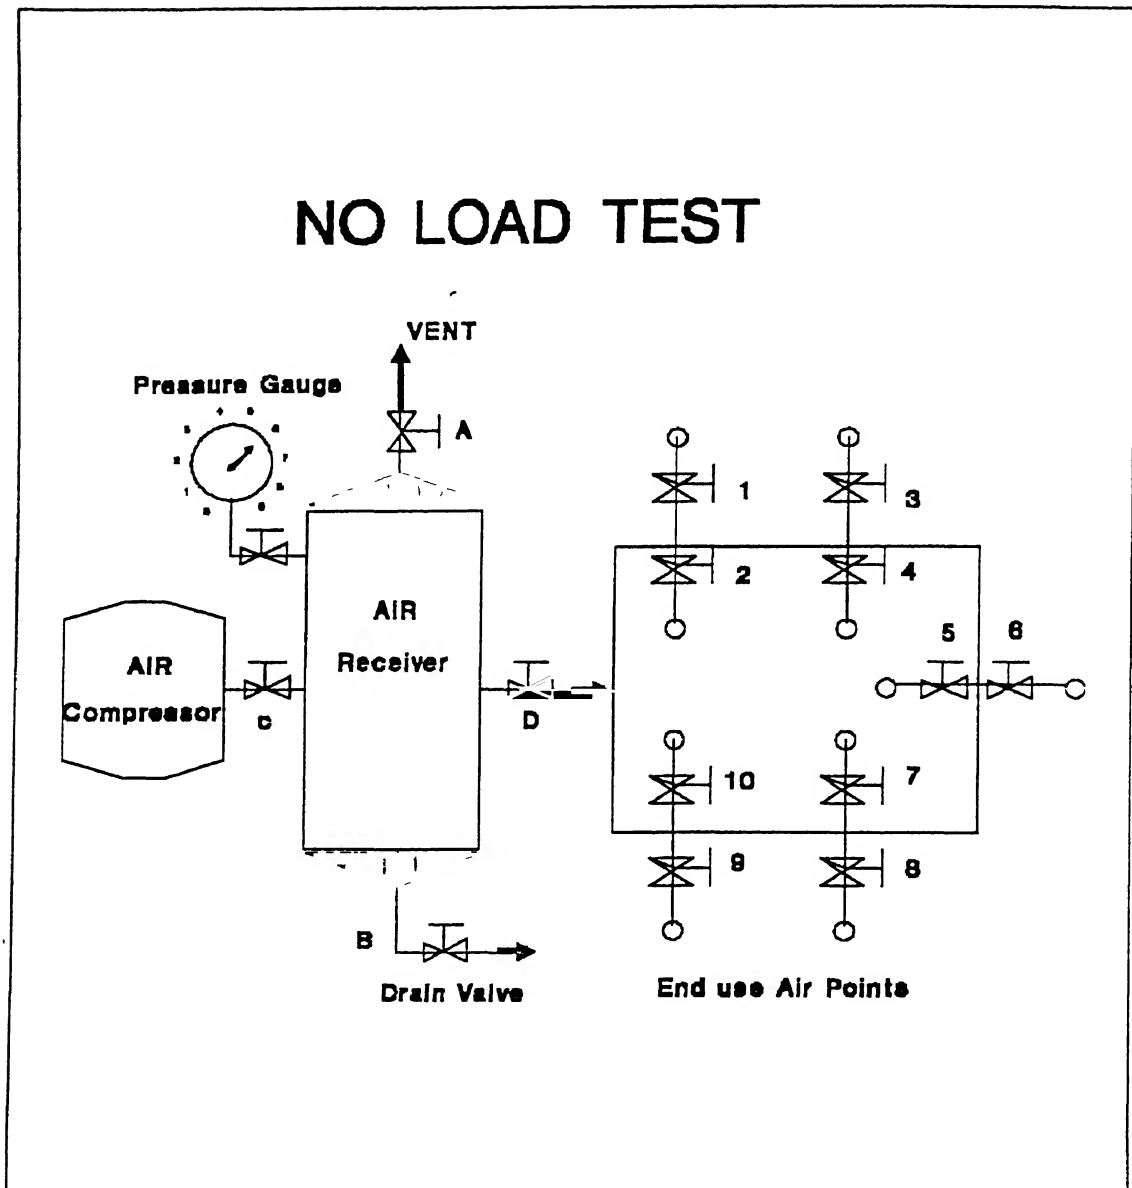 NO LOAD TEST
VENT
Pressure Gauge
A
1
3
2
4
AIR
Receiver
5 6
AIR
Compressor
c
D
10
7
9
8
B
Drain Valve
End use Air Points